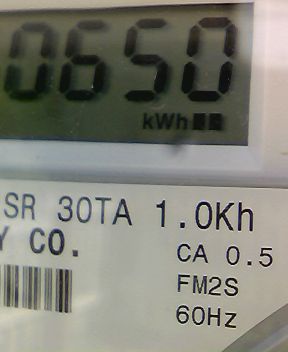 0650
kWh
SR 30TA 1.0Kh
Y CO.
CA 0.5
FM2S
60Hz